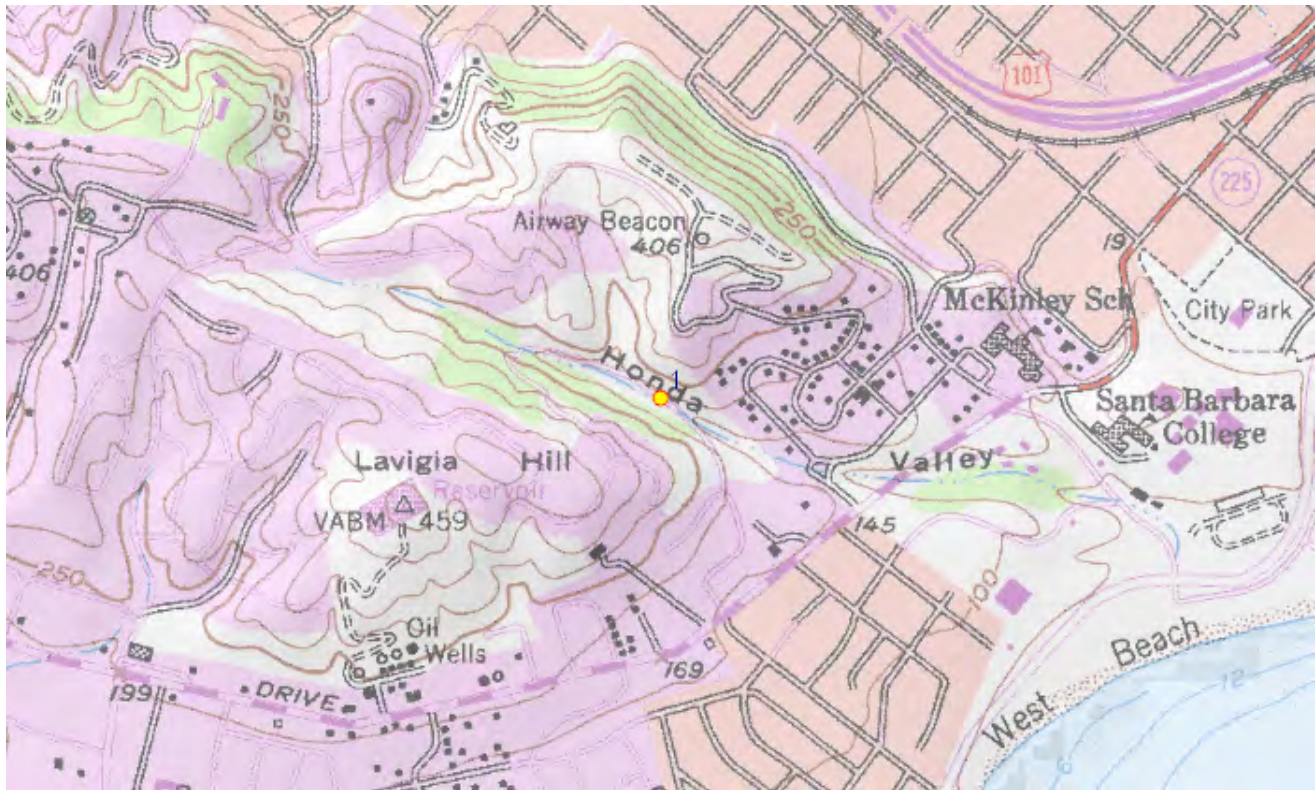 101
250
225
Airway Beacon
406
250
19
406
McKinley Sch
City Park
1
Honda
Santa Barbara
College
Valley
Lavigia Hill
Reservoir
VABM 459
145
250
100
Oil
Wells
Beach
169
199
DRIVE
12
West